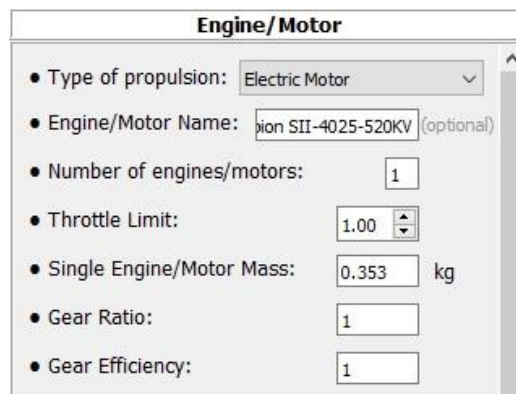 Engine/Motor
● Type of propulsion: Electric Motor
● Engine/Motor Name: pion SII-4025-520KV (optional)
● Number of engines/motors: 1
● Throttle Limit: 1.00
● Single Engine/Motor Mass: 0.353 kg
● Gear Ratio: 1
● Gear Efficiency: 1